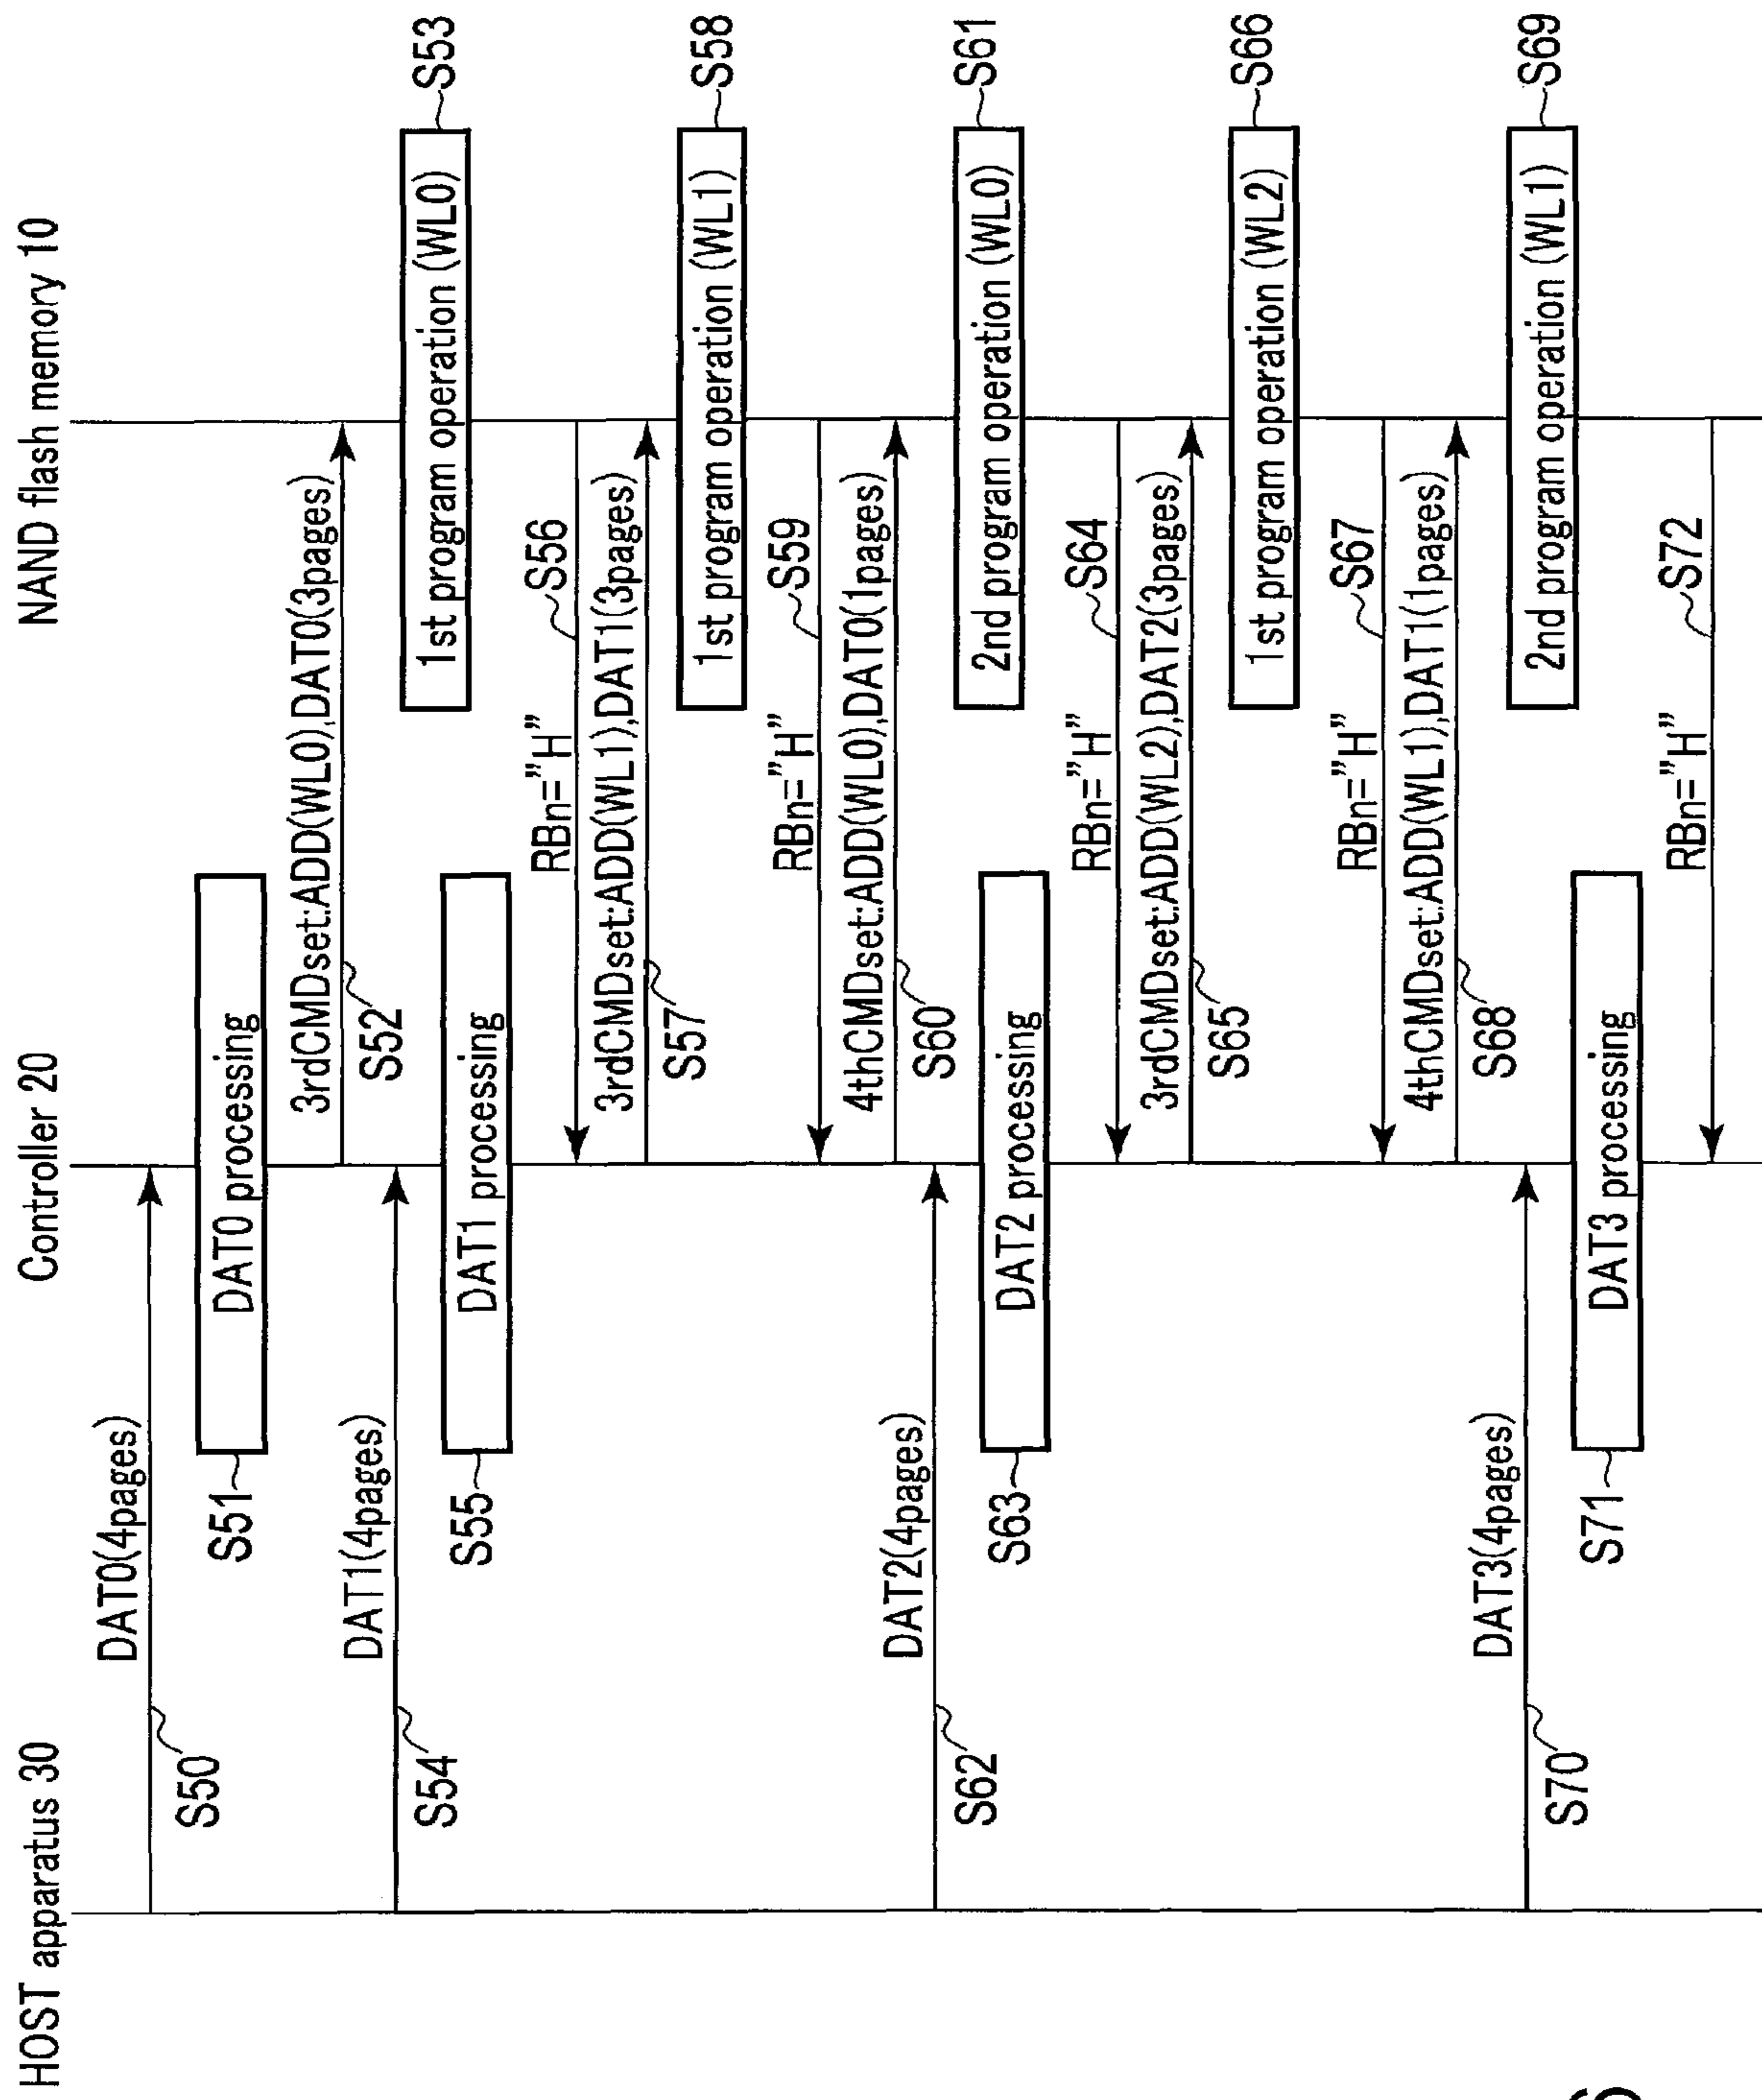 HOST apparatus 30
Controller 20
NAND flash memory 10
DAT0(4pages)
S50
S51
DAT0 processing
3rdCMDset:ADD(WL0),DAT0(3pages)
S52
1st program operation (WL0)
S53
DAT1(4pages)
S54
S55
DAT1 processing
RBn="H"
S56
3rdCMDset:ADD(WL1),DAT1(3pages)
S57
1st program operation (WL1)
S58
RBn="H"
S59
4thCMDset:ADD(WL0),DAT0(1pages)
S60
2nd program operation (WL0)
S61
DAT2(4pages)
S62
S63
DAT2 processing
RBn="H"
S64
3rdCMDset:ADD(WL2),DAT2(3pages)
S65
1st program operation (WL2)
S66
RBn="H"
S67
4thCMDset:ADD(WL1),DAT1(1pages)
S68
2nd program operation (WL1)
S69
DAT3(4pages)
S70
S71
DAT3 processing
RBn="H"
S72